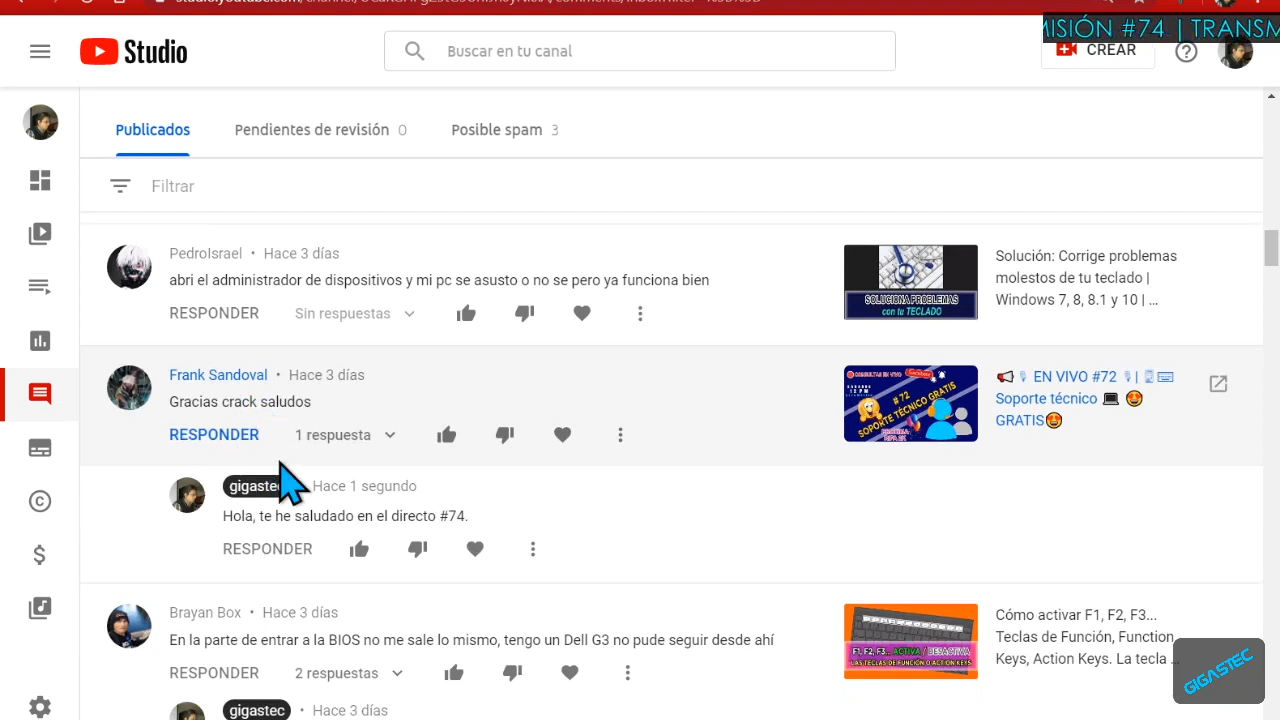 MISIÓN #74 | TRANSM
Studio
Buscar en tu canal
CREAR
Publicados
Pendientes de revisión 0
Posible spam 3
Filtrar
PedroIsrael • Hace 3 días
abri el administrador de dispositivos y mi pc se asusto o no se pero ya funciona bien
RESPONDER Sin respuestas
SOLUCIONA PROBLEMAS
con tu TECLADO
Solución: Corrige problemas
molestos de tu teclado |
Windows 7, 8, 8.1 y 10 | ...
Frank Sandoval • Hace 3 días
Gracias crack saludos
RESPONDER 1 respuesta
# 72
SOPORTE TÉCNICO GRATIS
EN VIVO #72 | 
Soporte técnico
GRATIS
gigastec Hace 1 segundo
Hola, te he saludado en el directo #74.
RESPONDER
Brayan Box • Hace 3 días
En la parte de entrar a la BIOS no me sale lo mismo, tengo un Dell G3 no pude seguir desde ahí
RESPONDER 2 respuestas
F1, F2, F3... ACTIVA / DESACTIVA
LAS TECLAS DE FUNCIÓN O ACTION KEYS
Cómo activar F1, F2, F3...
Teclas de Función, Function
Keys, Action Keys. La tecla ...
GIGASTEC
gigastec • Hace 3 días